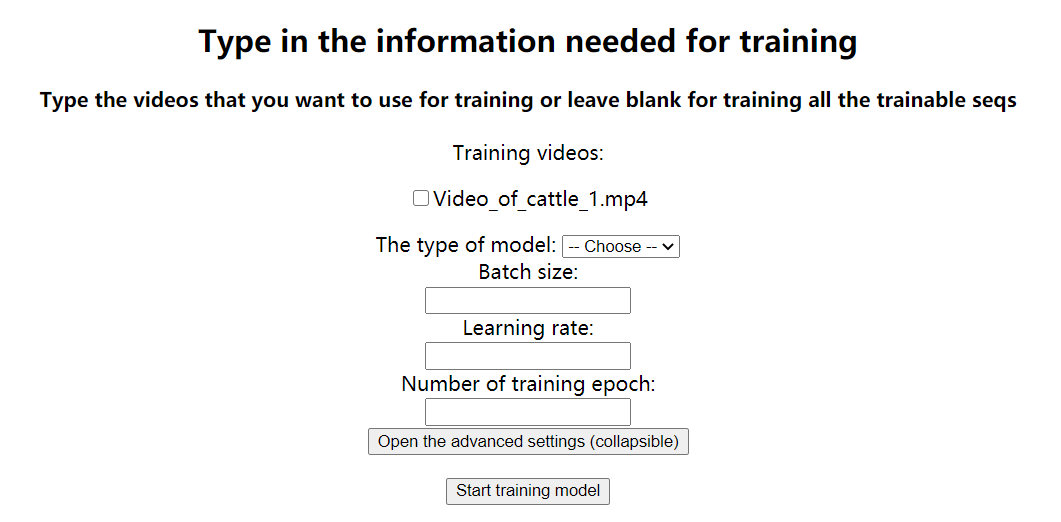 Type in the information needed for training
Type the videos that you want to use for training or leave blank for training all the trainable seqs
Training videos:
Video_of_cattle_1.mp4
The type of model: -- Choose --
Batch size:
Learning rate:
Number of training epoch:
Open the advanced settings (collapsible)
Start training model